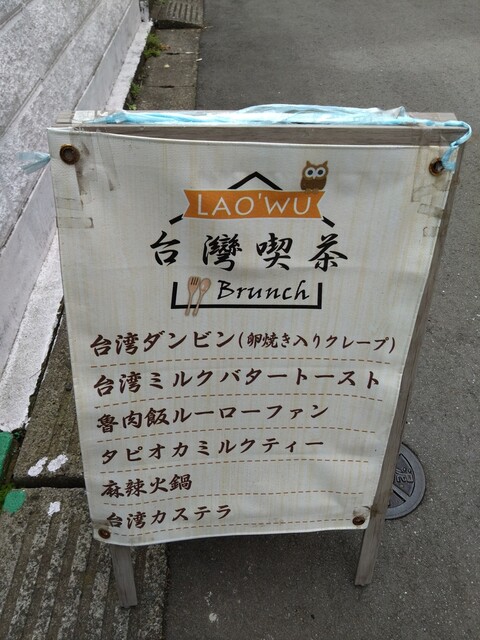 LAO'WU
台灣喫茶
Brunch
台湾ダンビン(卵焼き入りクレープ)
台湾ミルクバタートースト
魯肉飯ルーローファン
タピオカミルクティー
麻辣火鍋
台湾カステラ